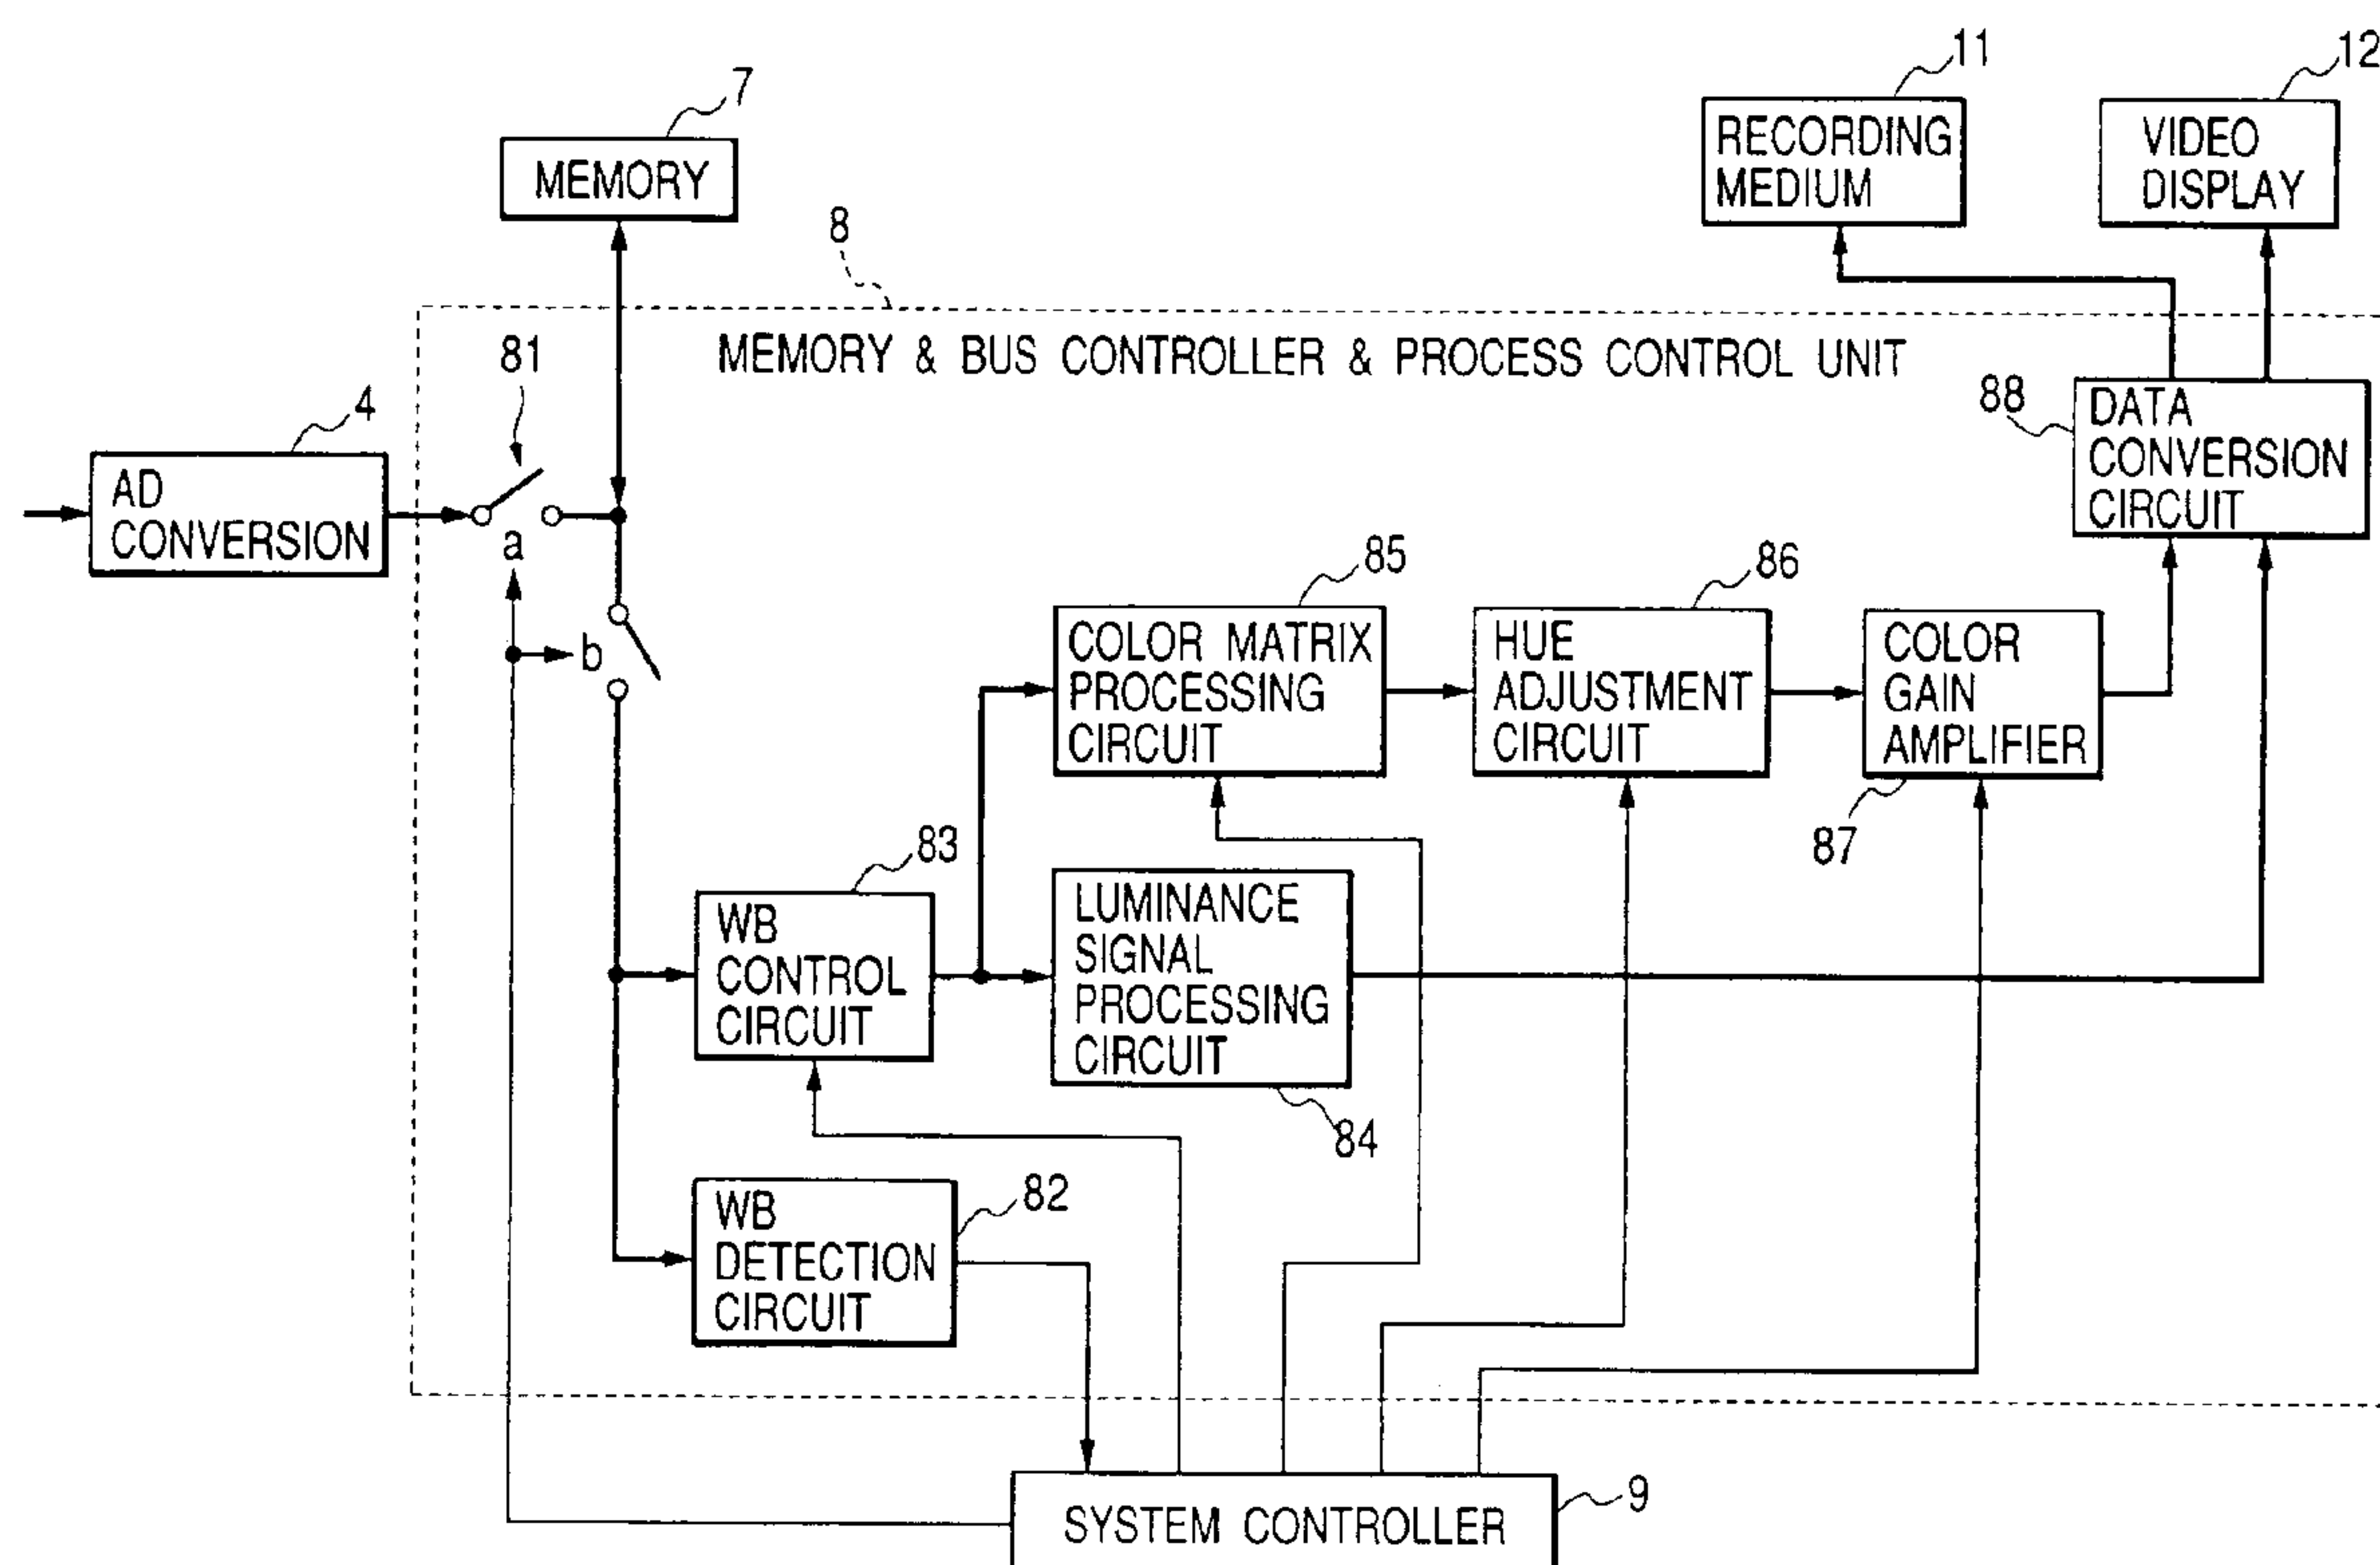 11
12
7
RECORDING
MEDIUM
VIDEO
DISPLAY
MEMORY
8
81
MEMORY & BUS CONTROLLER & PROCESS CONTROL UNIT
4
88
DATA
CONVERSION
CIRCUIT
AD
CONVERSION
a
85
86
b
COLOR MATRIX
PROCESSING
CIRCUIT
HUE
ADJUSTMENT
CIRCUIT
COLOR
GAIN
AMPLIFIER
83
87
WB
CONTROL
CIRCUIT
LUMINANCE
SIGNAL
PROCESSING
CIRCUIT
84
82
WB
DETECTION
CIRCUIT
9
SYSTEM CONTROLLER